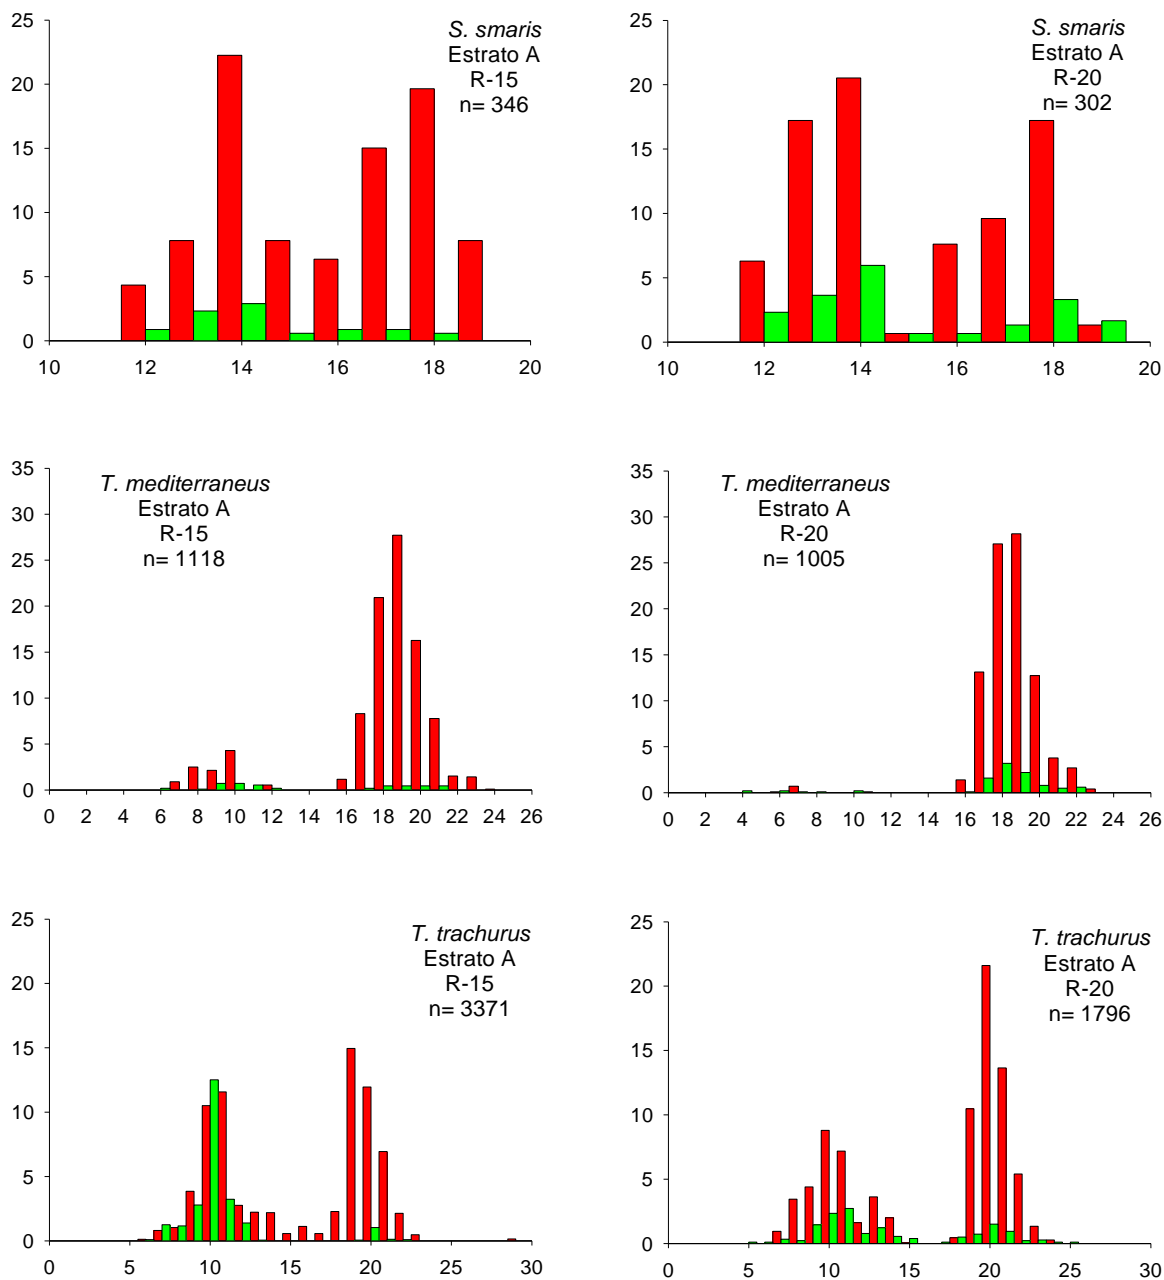 25
20
15
10
5
0
10 12 14 16 18 20
S. smaris
Estrato A
R-15
n= 346
25
20
15
10
5
0
10 12 14 16 18 20
S. smaris
Estrato A
R-20
n= 302
35
30
25
20
15
10
5
0
0 2 4 6 8 10 12 14 16 18 20 22 24 26
T. mediterraneus
Estrato A
R-15
n= 1118
35
30
25
20
15
10
5
0
0 2 4 6 8 10 12 14 16 18 20 22 24 26
T. mediterraneus
Estrato A
R-20
n= 1005
25
20
15
10
5
0
0 5 10 15 20 25 30
T. trachurus
Estrato A
R-15
n= 3371
25
20
15
10
5
0
0 5 10 15 20 25 30
T. trachurus
Estrato A
R-20
n= 1796